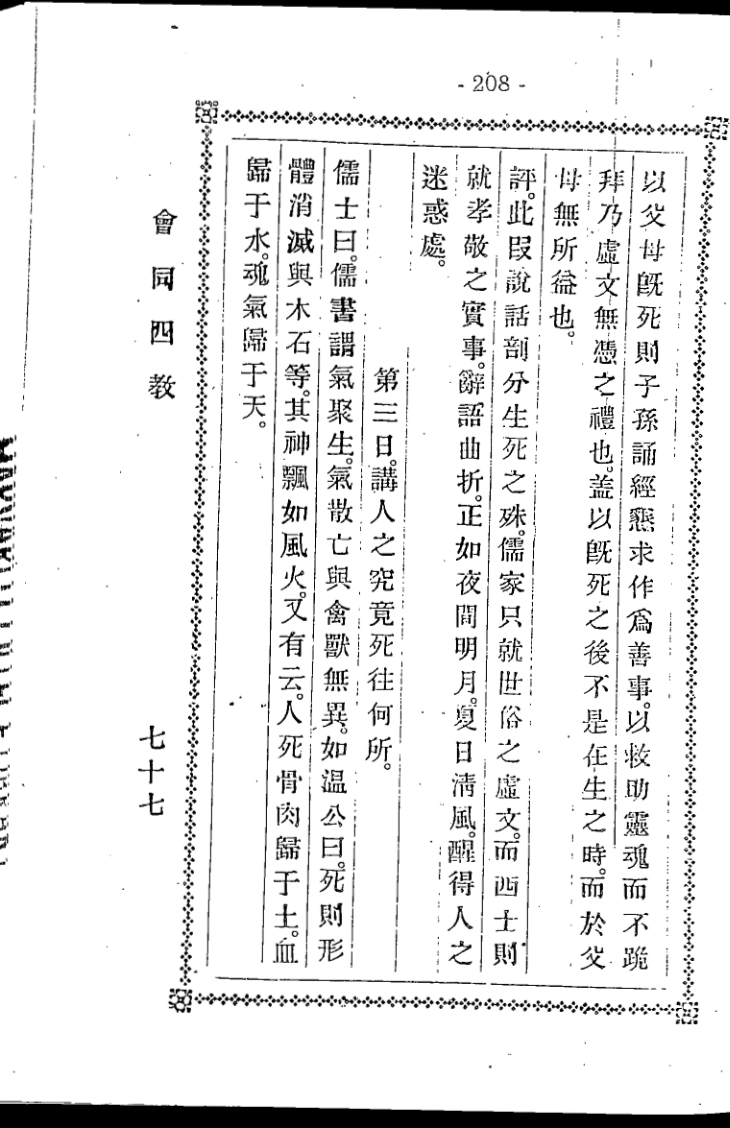 - 208 -
以父母旣死則子孫誦經懇求作爲善事。以救助靈魂而不跪
拜乃虛文無憑之禮也。盖以旣死之後不是在生之時。而於父
母無所益也。
評。此叚說話剖分生死之殊。儒家只就世俗之虛文。而西士則
就孝敬之實事。辭語曲折。正如夜間明月。夏日清風。醒得人之
迷惑處。
第三日。講人之究竟死往何所。
儒士曰。儒書謂氣聚生。氣散亡與禽獸無異。如温公曰。死則形
體消滅與木石等。其神飄如風火。又有云。人死骨肉歸于土。血
歸于水。魂氣歸于天。
會同四教
七十七